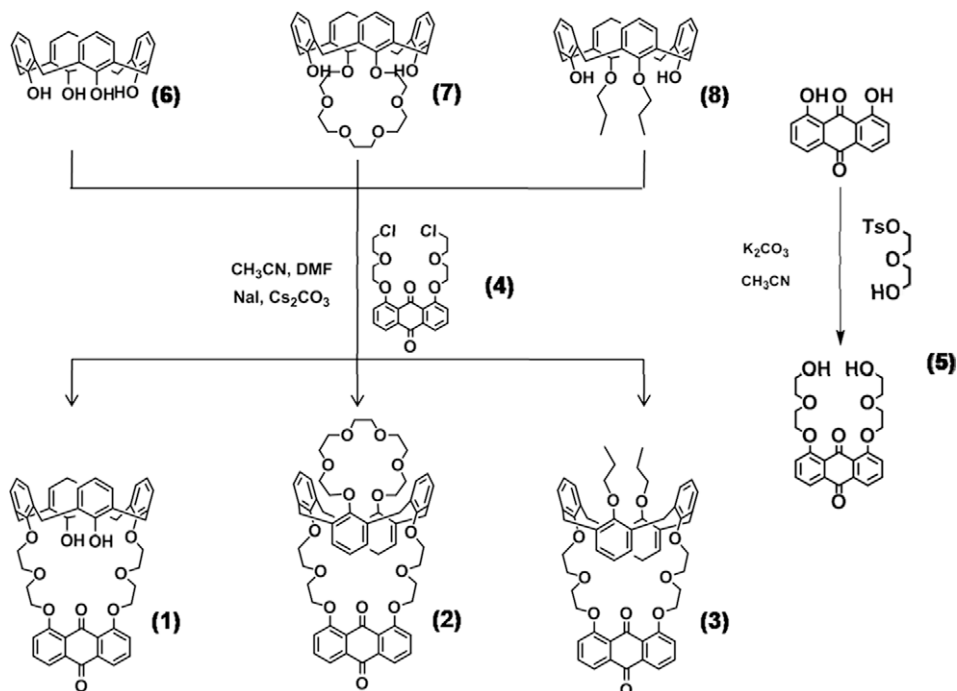 OH OH OH HO
(6)
OH O O HO
O O
O O
(7)
OH O O HO
(8)
OH O OH
O
CH₃CN, DMF
NaI, Cs₂CO₃
Cl Cl
O O
O O O
O
(4)
K₂CO₃
CH₃CN
TsO
O
HO
OH HO
O O
O O O
O
(5)
O OH OH O
O O
O O O
O
(1)
O O
O O
O O
O O
O O
O O O
O
(2)
O O
O O
O O
O O O
O
(3)